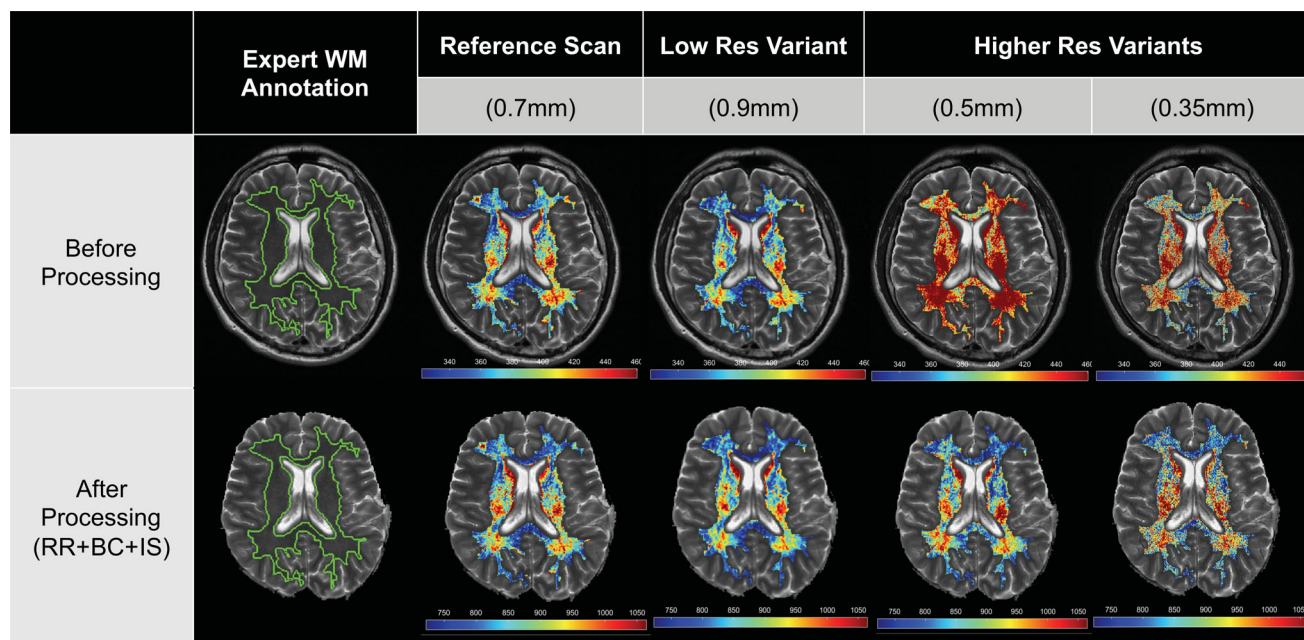 Expert WM
Annotation
Reference Scan
Low Res Variant
Higher Res Variants
(0.7mm)
(0.9mm)
(0.5mm)
(0.35mm)
Before
Processing
340 360 380 400 420 440 460
340 360 380 400 420 440 460
340 360 380 400 420 440 460
340 360 380 400 420 440
After
Processing
(RR+BC+IS)
750 800 850 900 950 1000 1050
750 800 850 900 950 1000 1050
750 800 850 900 950 1000 1050
750 800 850 900 950 1000 1050